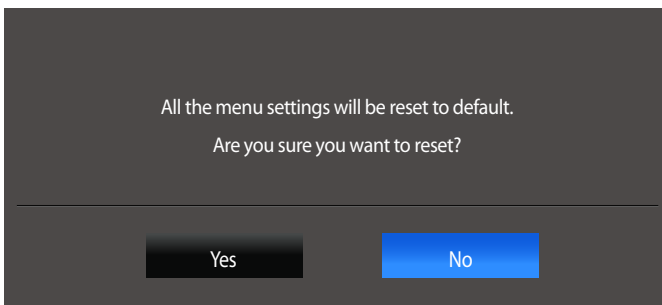 All the menu settings will be reset to default.
Are you sure you want to reset?
Yes No